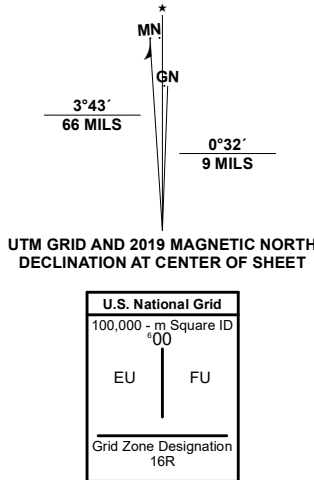 ★
MN
GN
3°43´
66 MILS
0°32´
9 MILS
UTM GRID AND 2019 MAGNETIC NORTH
DECLINATION AT CENTER OF SHEET
U.S. National Grid
100,000 - m Square ID
⁶00
EU FU
Grid Zone Designation
16R